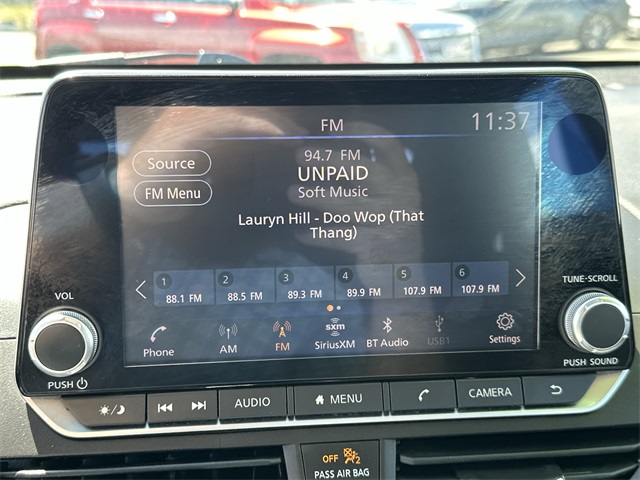 FM
11:37
Source
94.7 FM
FM Menu
UNPAID
Soft Music
Lauryn Hill - Doo Wop (That
Thang)
1
2
3
4
5
6
88.1 FM
88.5 FM
89.3 FM
89.9 FM
107.9 FM
107.9 FM
Phone
AM
FM
sxm
SiriusXM
BT Audio
USB1
Settings
VOL
PUSH
TUNE-SCROLL
PUSH SOUND
AUDIO
MENU
CAMERA
OFF 2
PASS AIR BAG